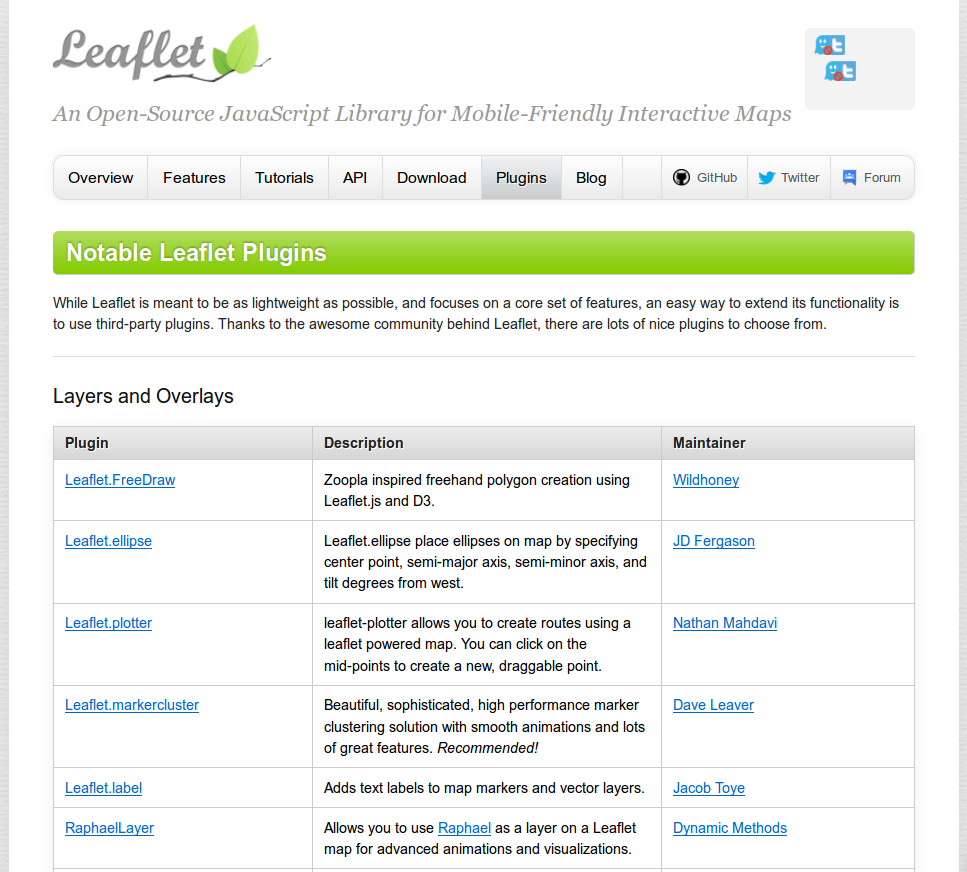 Leaflet
An Open-Source JavaScript Library for Mobile-Friendly Interactive Maps
Overview Features Tutorials API Download Plugins Blog GitHub Twitter Forum
Notable Leaflet Plugins
While Leaflet is meant to be as lightweight as possible, and focuses on a core set of features, an easy way to extend its functionality is
to use third-party plugins. Thanks to the awesome community behind Leaflet, there are lots of nice plugins to choose from.
Layers and Overlays
Plugin Description Maintainer
Leaflet.FreeDraw Zoopla inspired freehand polygon creation using Wildhoney
Leaflet.js and D3.
Leaflet.ellipse Leaflet.ellipse place ellipses on map by specifying JD Fergason
center point, semi-major axis, semi-minor axis, and
tilt degrees from west.
Leaflet.plotter leaflet-plotter allows you to create routes using a Nathan Mahdavi
leaflet powered map. You can click on the
mid-points to create a new, draggable point.
Leaflet.markercluster Beautiful, sophisticated, high performance marker Dave Leaver
clustering solution with smooth animations and lots
of great features. Recommended!
Leaflet.label Adds text labels to map markers and vector layers. Jacob Toye
RaphaelLayer Allows you to use Raphael as a layer on a Leaflet Dynamic Methods
map for advanced animations and visualizations.